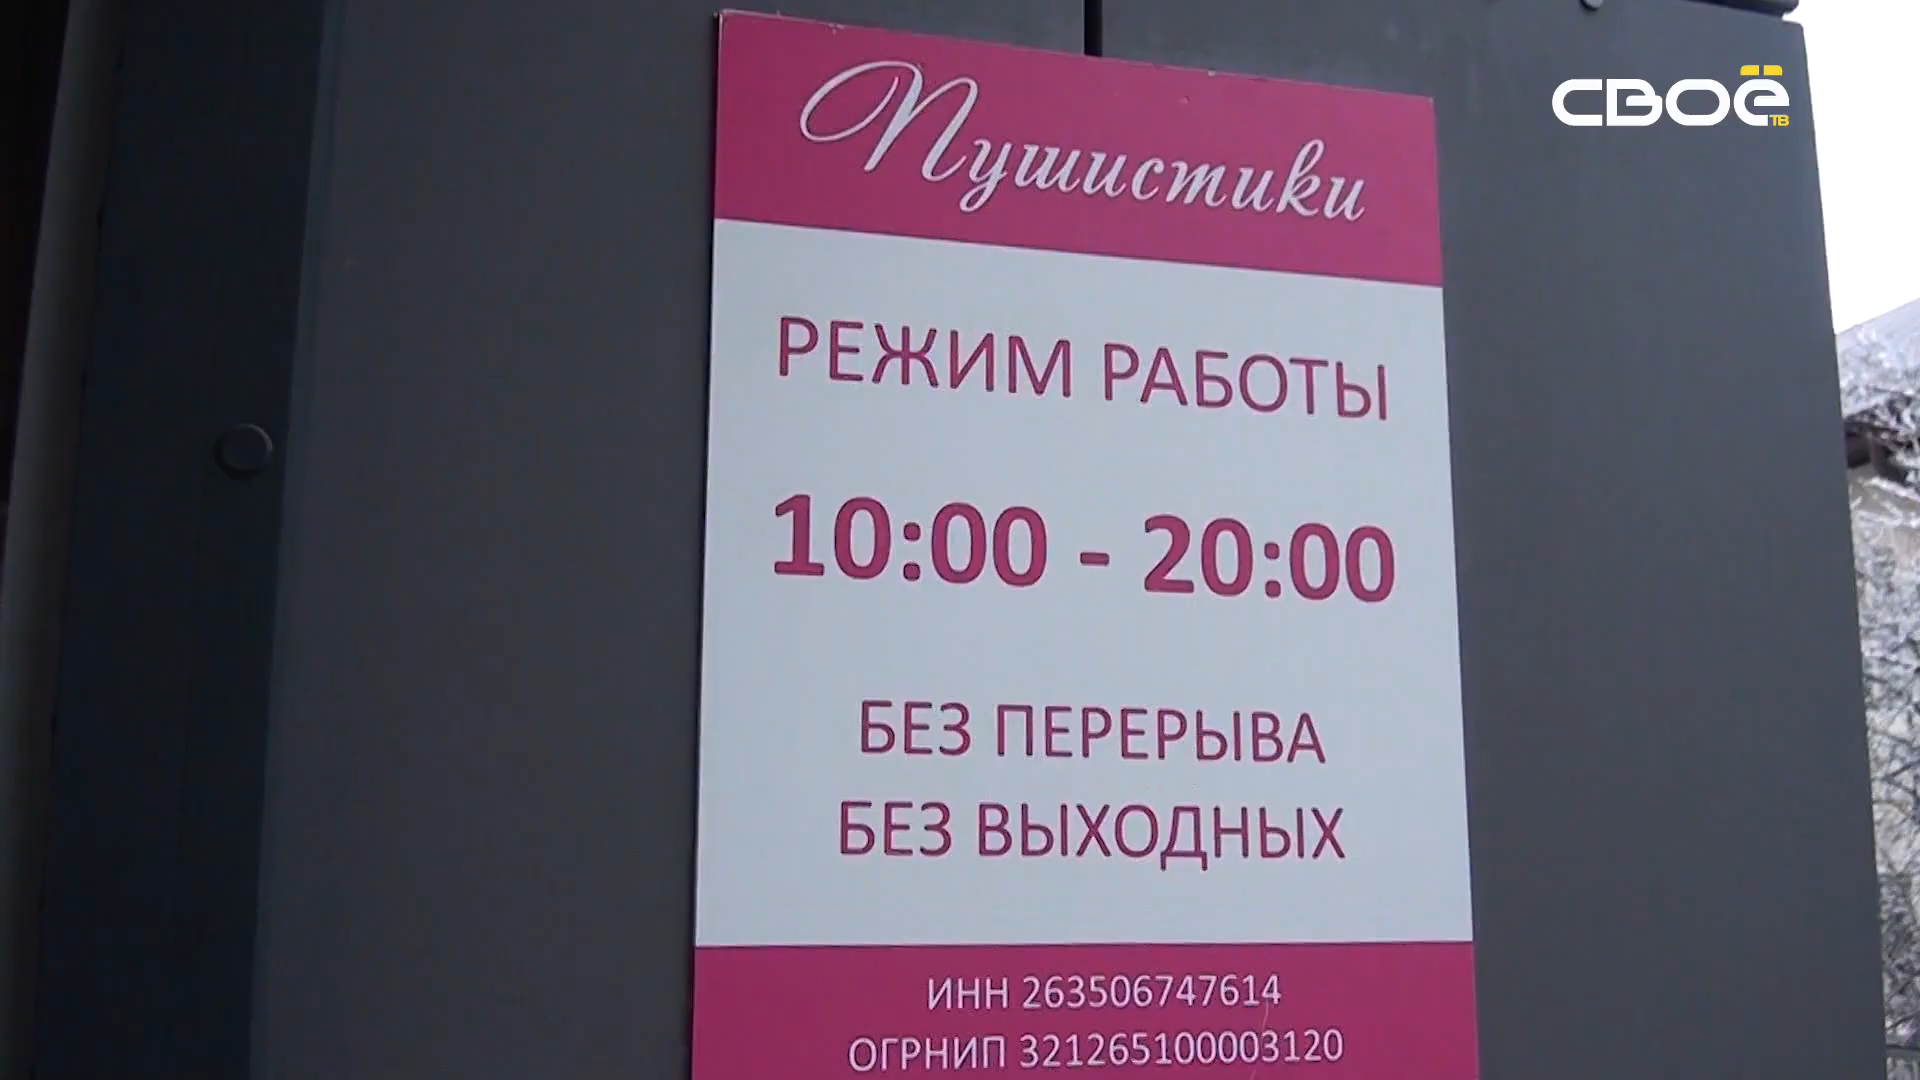 СВОЁ
ТВ
Пушистики
РЕЖИМ РАБОТЫ
10:00 - 20:00
БЕЗ ПЕРЕРЫВА
БЕЗ ВЫХОДНЫХ
ИНН 263506747614
ОГРНИП 321265100003120